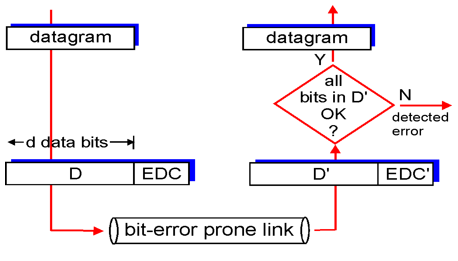 datagram
datagram
Y
all
bits in D'
OK
?
N
detected
error
d data bits
D
EDC
D'
EDC'
bit-error prone link